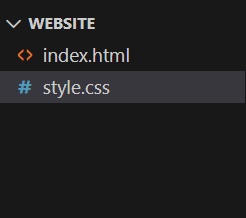 WEBSITE
<> index.html
# style.css